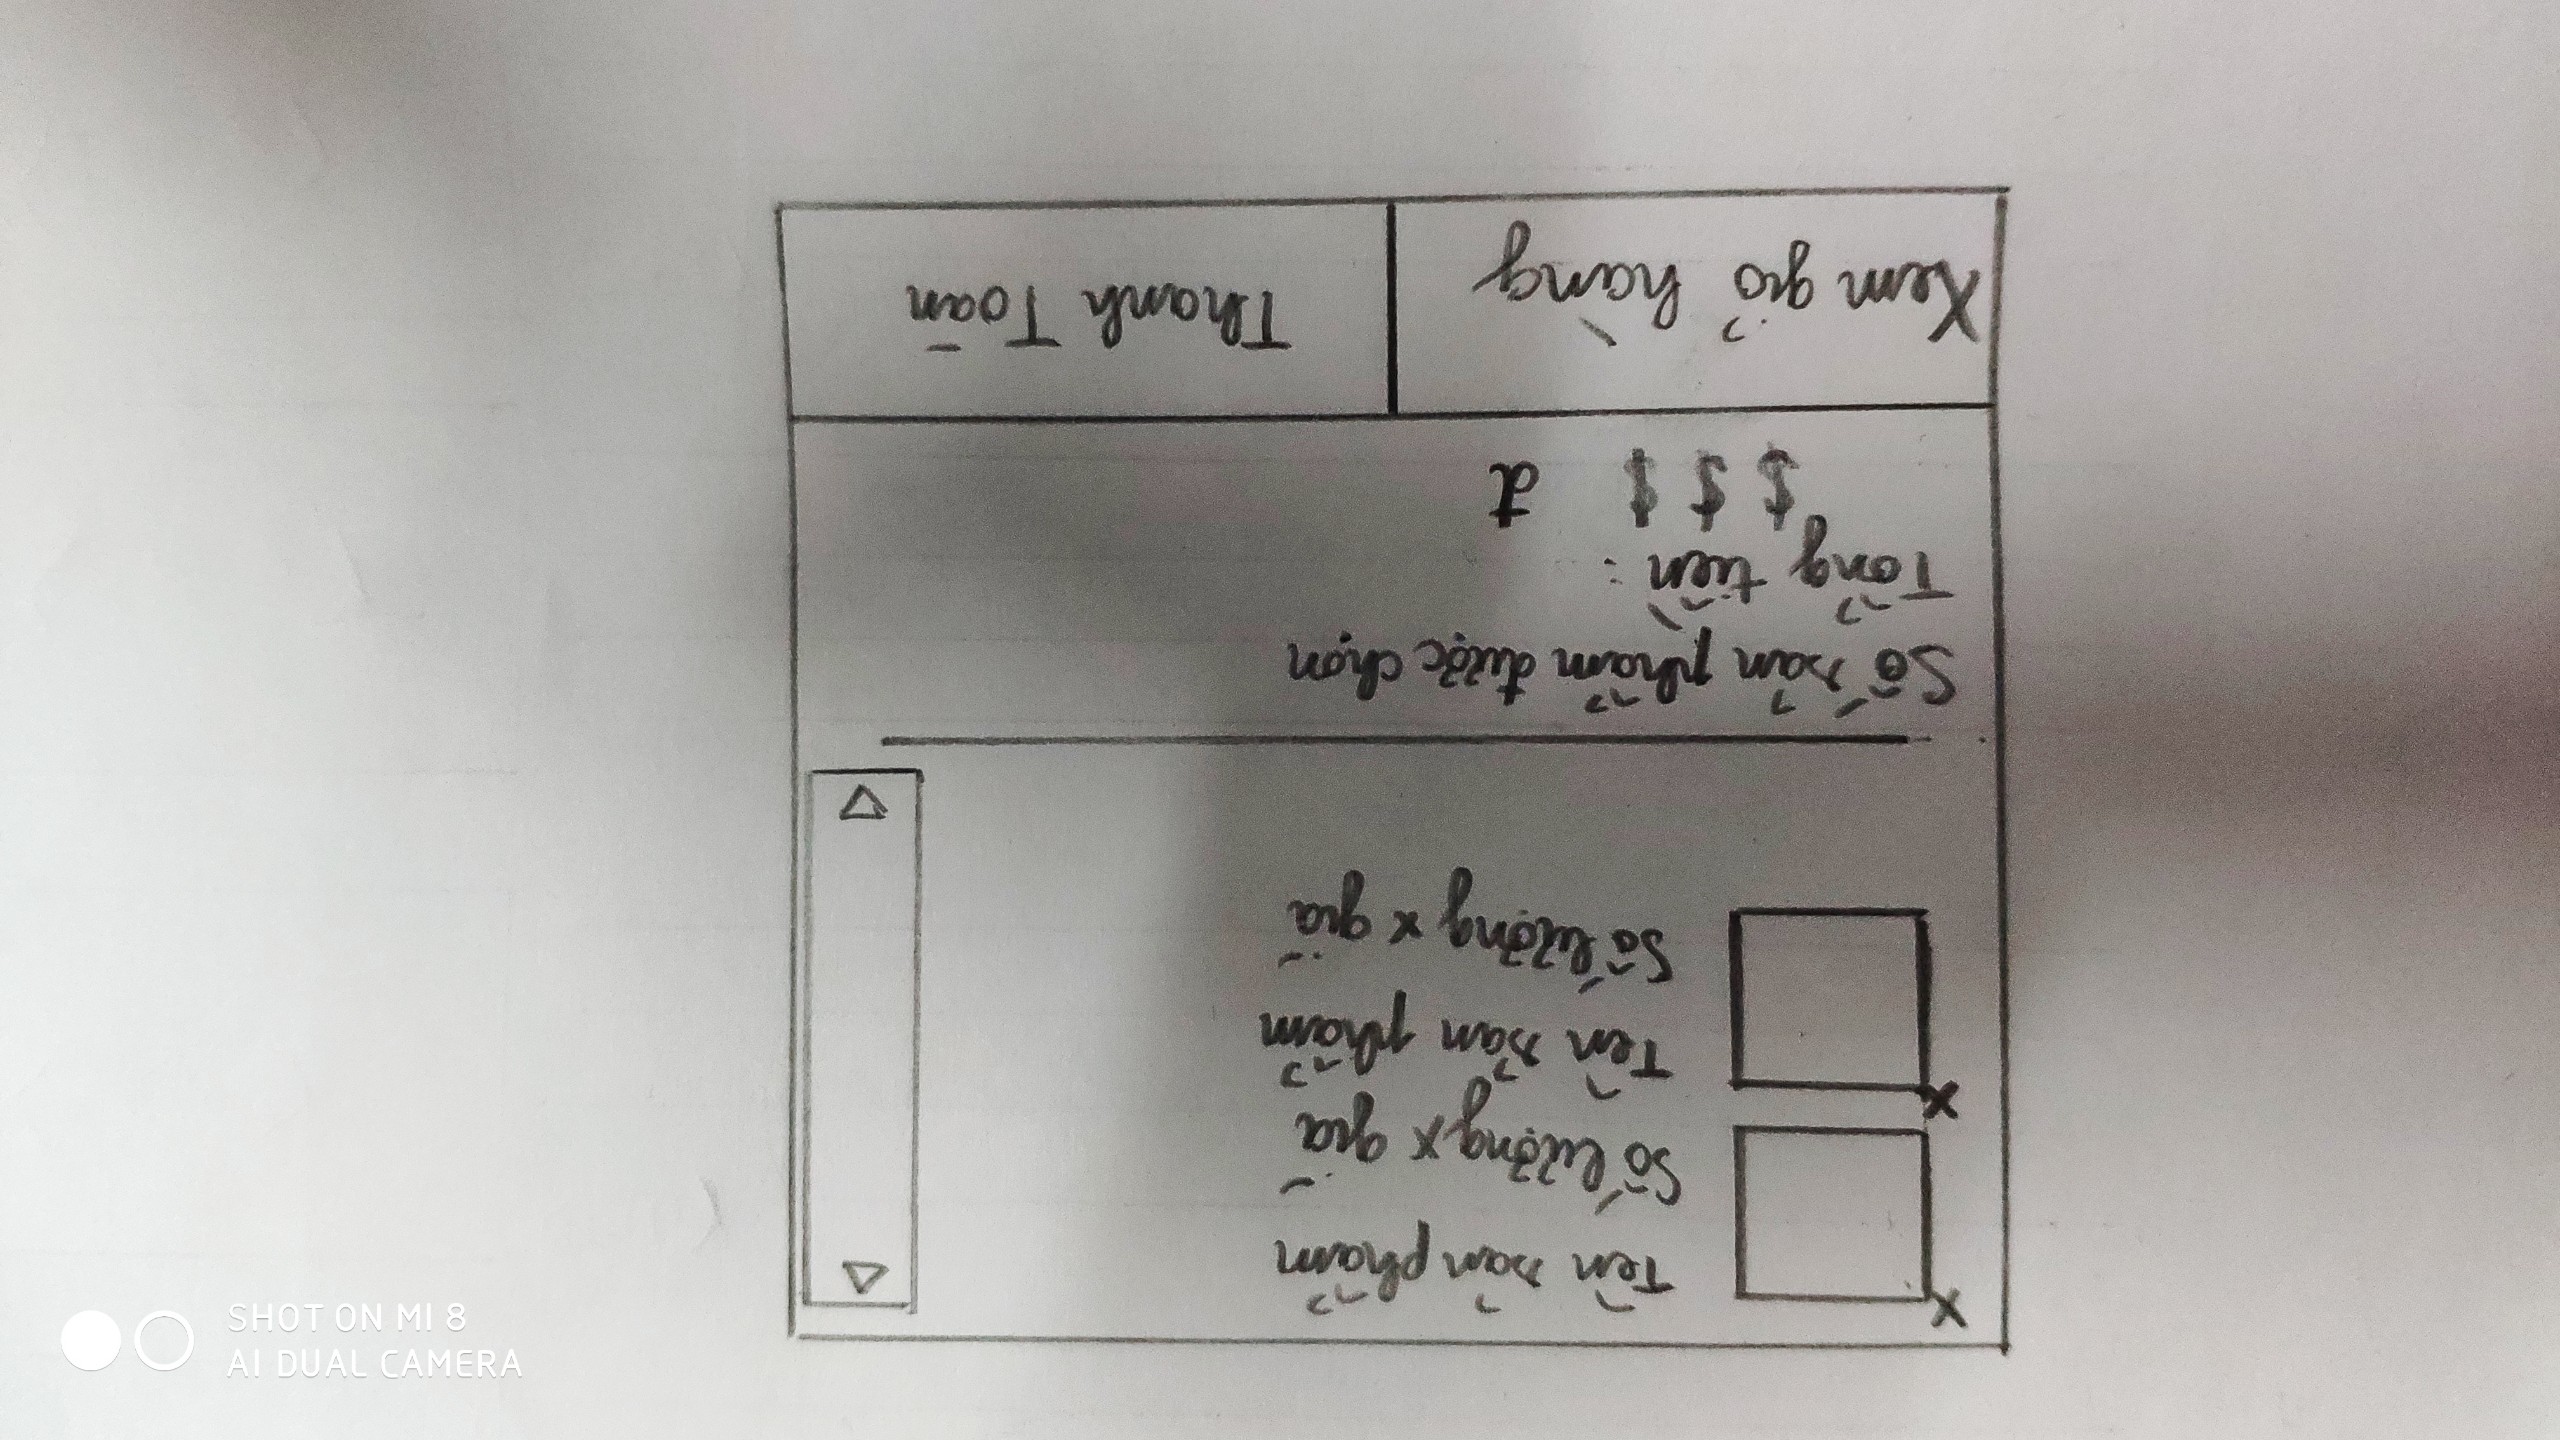 X
Tên sản phẩm
Số lượng x giá
X
Tên sản phẩm
Số lượng x giá
Số sản phẩm được chọn
Tổng tiền :
$ $ $ đ
Xem giỏ hàng
Thanh Toán
SHOT ON MI 8
AI DUAL CAMERA